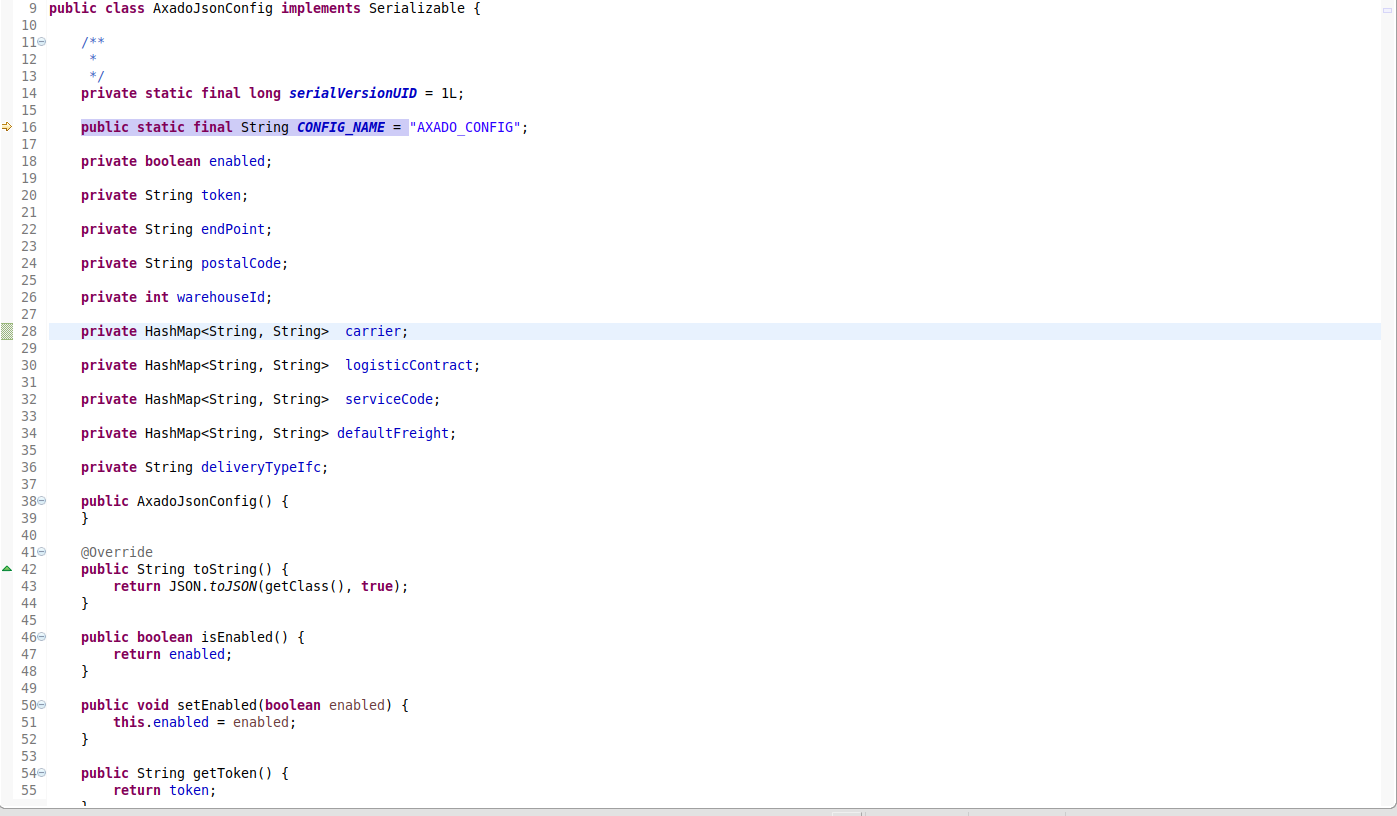 9 public class AxadoJsonConfig implements Serializable {
10
11 /**
12 *
13 */
14 private static final long serialVersionUID = 1L;
15
16 public static final String CONFIG_NAME = "AXADO_CONFIG";
17
18 private boolean enabled;
19
20 private String token;
21
22 private String endPoint;
23
24 private String postalCode;
25
26 private int warehouseId;
27
28 private HashMap<String, String>  carrier;
29
30 private HashMap<String, String>  logisticContract;
31
32 private HashMap<String, String>  serviceCode;
33
34 private HashMap<String, String> defaultFreight;
35
36 private String deliveryTypeIfc;
37
38 public AxadoJsonConfig() {
39 }
40
41 @Override
42 public String toString() {
43 return JSON.toJSON(getClass(), true);
44 }
45
46 public boolean isEnabled() {
47 return enabled;
48 }
49
50 public void setEnabled(boolean enabled) {
51 this.enabled = enabled;
52 }
53
54 public String getToken() {
55 return token;
}